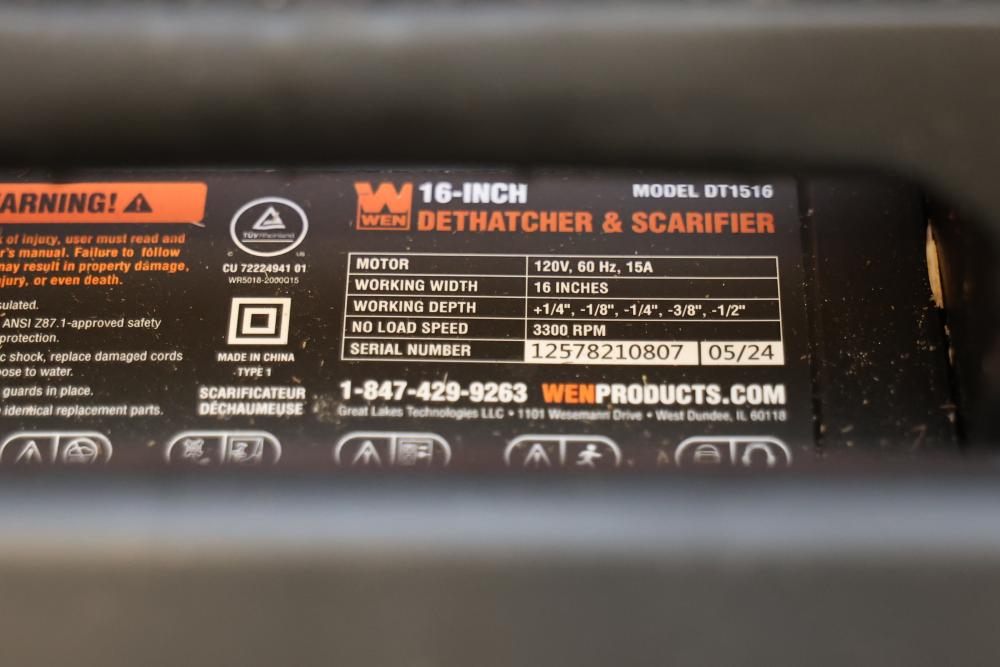 ARNING!
k of injury, user must read and
r's manual. Failure to follow
may result in property damage,
njury, or even death.
sulated.
ANSI Z87.1-approved safety
protection.
c shock, replace damaged cords
ose to water.
guards in place.
identical replacement parts.
TÜVRheinland
C US
CU 72224941 01
WR5018-2000Q15
MADE IN CHINA
TYPE 1
SCARIFICATEUR
DÉCHAUMEUSE
WEN
16-INCH
MODEL DT1516
DETHATCHER & SCARIFIER
MOTOR 120V, 60 Hz, 15A
WORKING WIDTH 16 INCHES
WORKING DEPTH +1/4", -1/8", -1/4", -3/8", -1/2"
NO LOAD SPEED 3300 RPM
SERIAL NUMBER 12578210807 05/24
1-847-429-9263 WENPRODUCTS.COM
Great Lakes Technologies LLC • 1101 Wesemann Drive • West Dundee, IL 60118